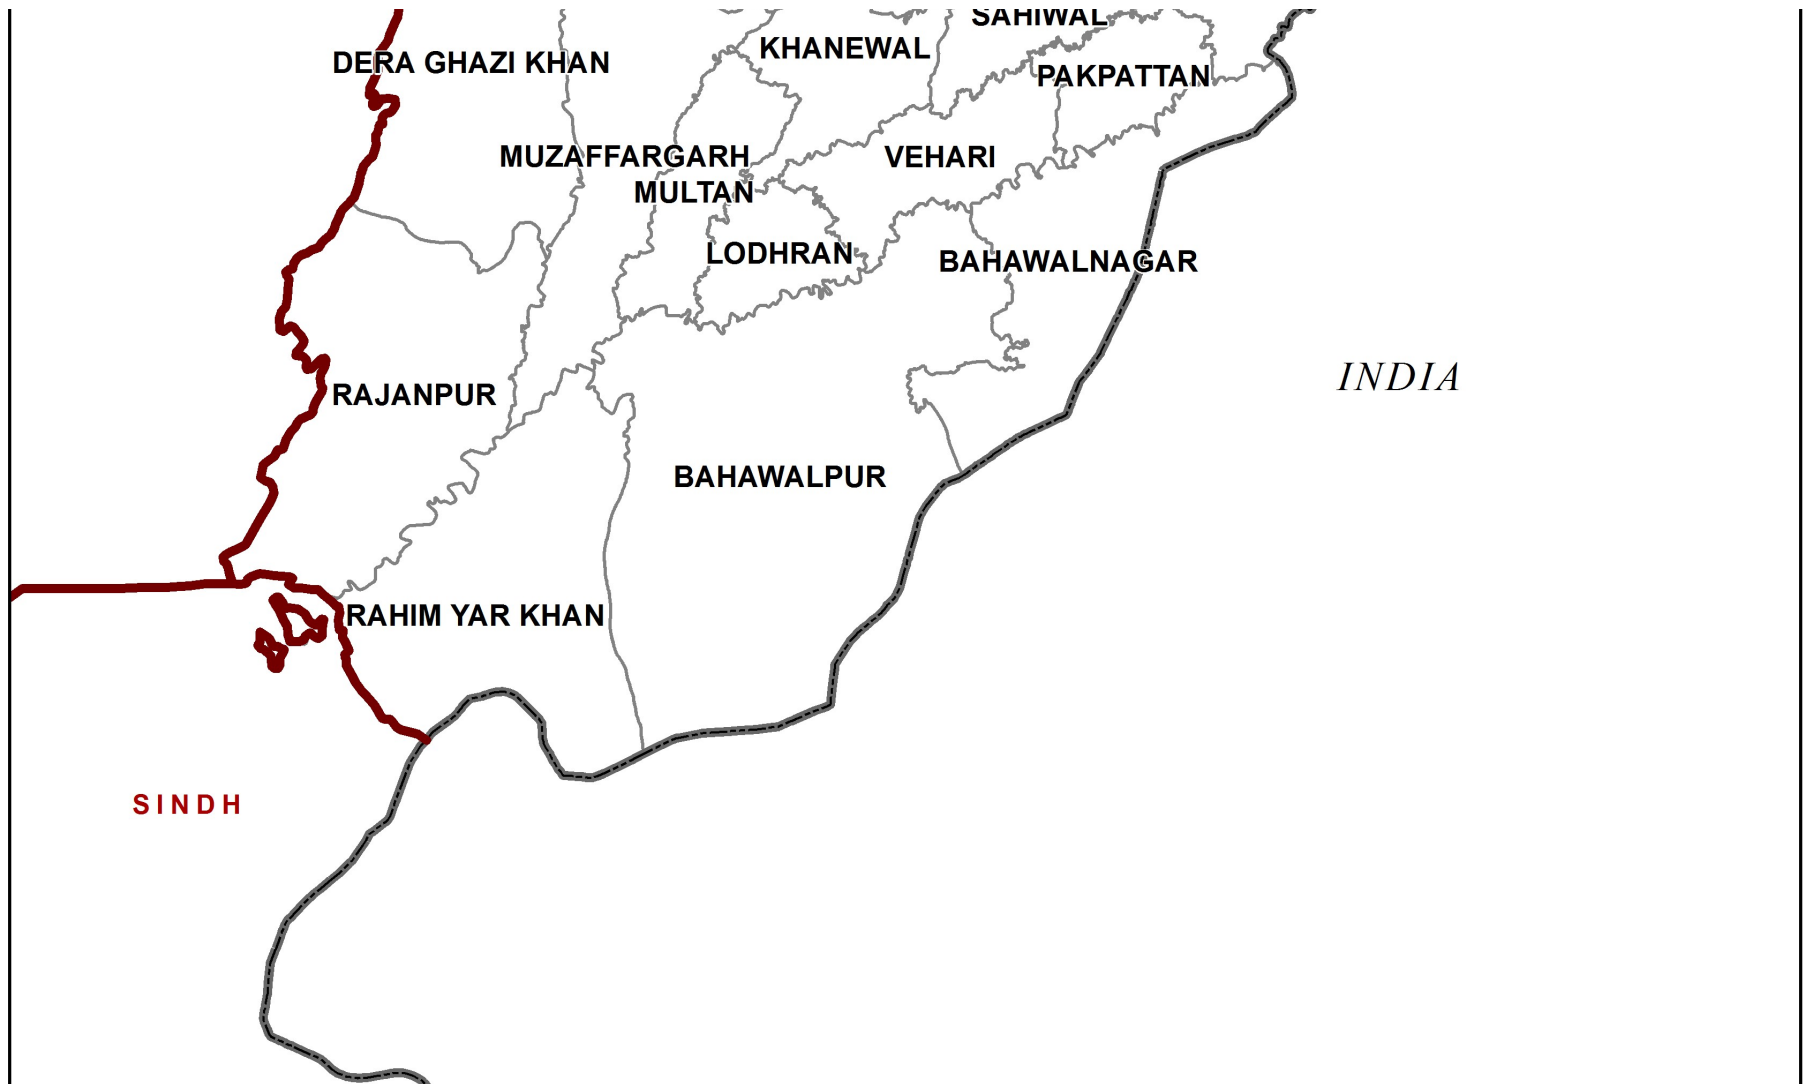 SAHIWAL
KHANEWAL
DERA GHAZI KHAN
PAKPATTAN
MUZAFFARGARH
VEHARI
MULTAN
LODHRAN
BAHAWALNAGAR
INDIA
RAJANPUR
BAHAWALPUR
RAHIM YAR KHAN
SINDH